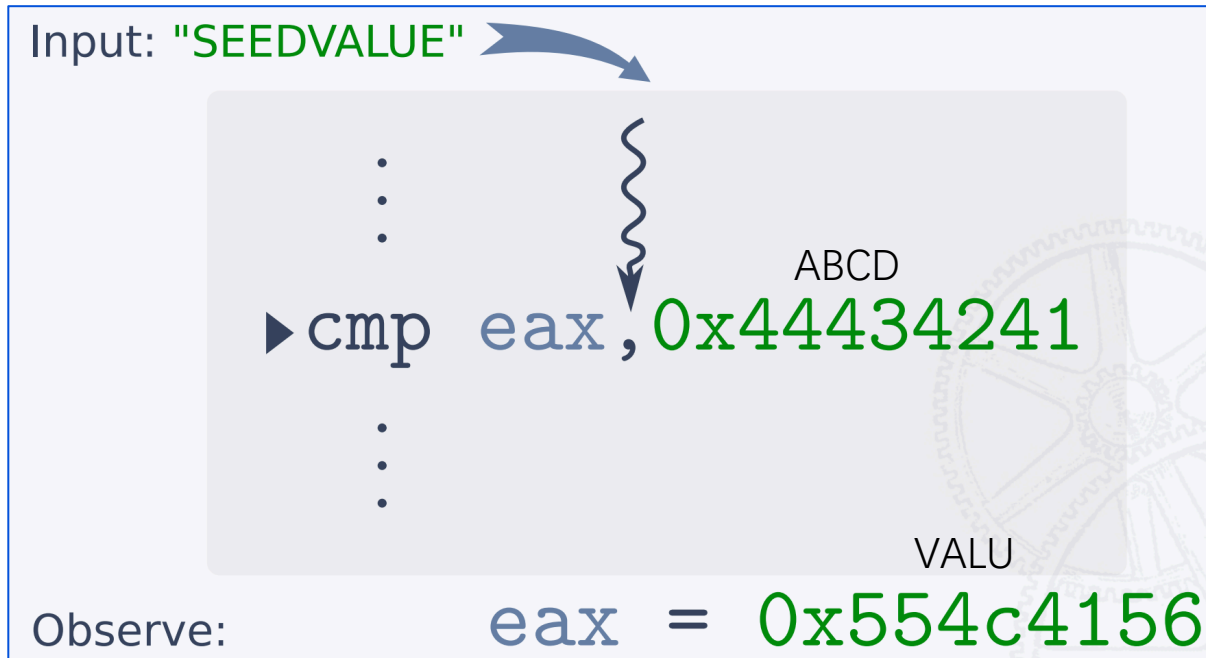 Input: "SEEDVALUE"
ABCD
cmp eax,0x44434241
VALU
Observe: eax = 0x554c4156